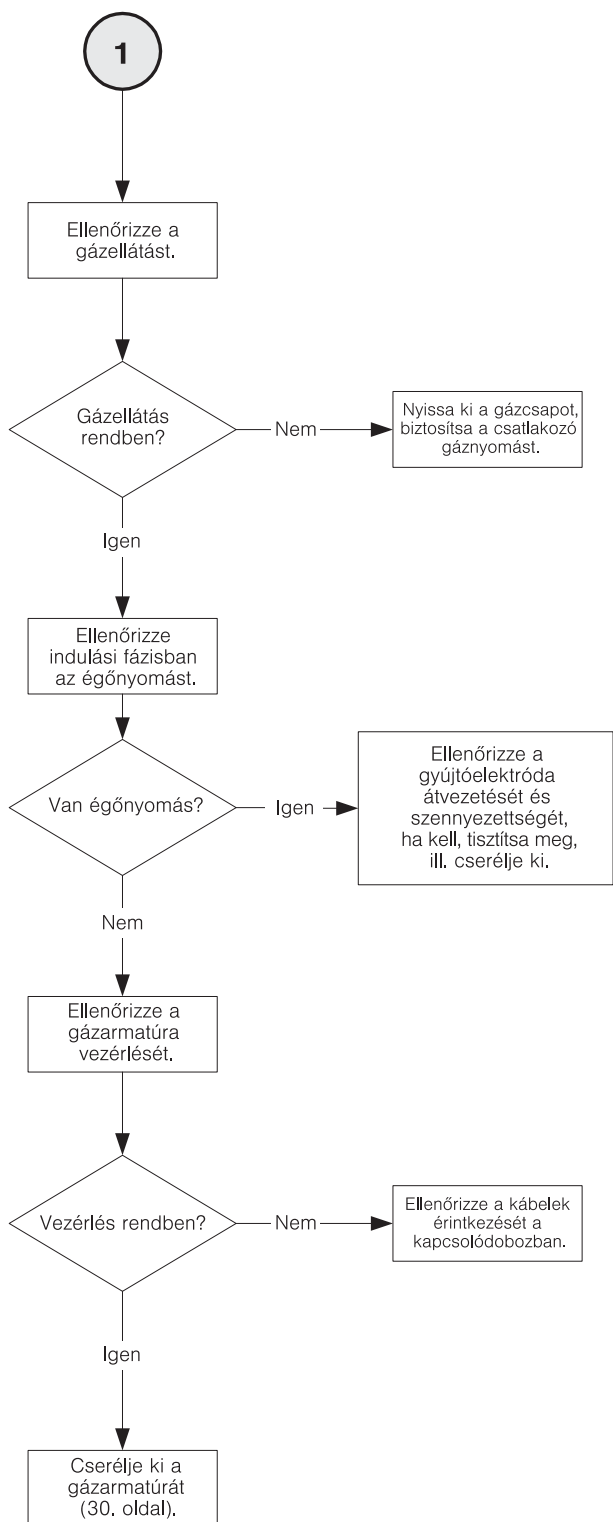 1
Ellenőrizze a
gázellátást.
Gázellátás
rendben?
Nem
Nyissa ki a gázcsapot,
biztosítsa a csatlakozó
gáznyomást.
Igen
Ellenőrizze
indulási fázisban
az égőnyomást.
Van égőnyomás?
Igen
Ellenőrizze a
gyújtóelektróda
átvezetését és
szennyezettségét,
ha kell, tisztítsa meg,
ill. cserélje ki.
Nem
Ellenőrizze a
gázarmatúra
vezérlését.
Vezérlés rendben?
Nem
Ellenőrizze a kábelek
érintkezését a
kapcsolódobozban.
Igen
Cserélje ki a
gázarmatúrát
(30. oldal).